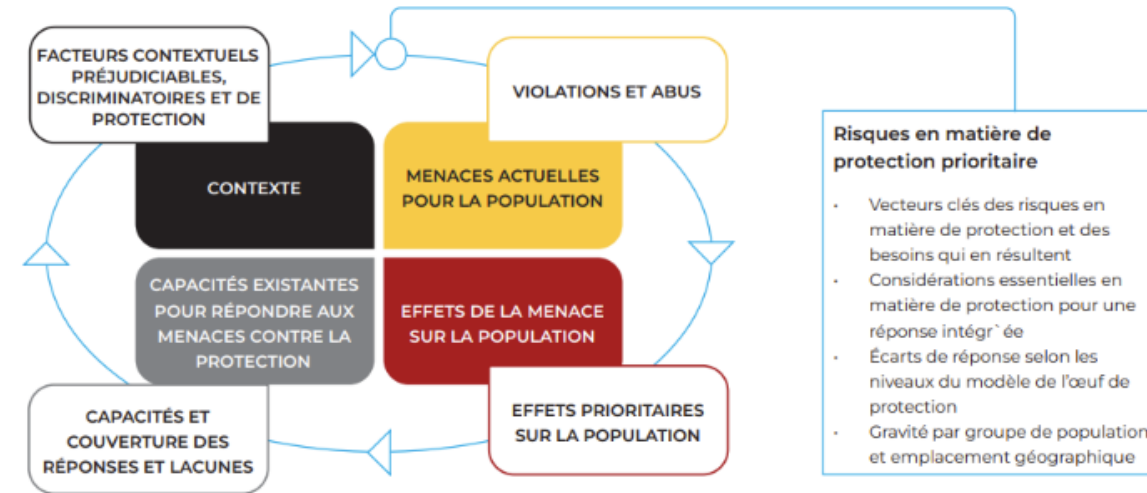 FACTEURS CONTEXTUELS
PRÉJUDICIABLES,
DISCRIMINATOIRES ET DE
PROTECTION
CONTEXTE
VIOLATIONS ET ABUS
MENACES ACTUELLES
POUR LA POPULATION
CAPACITÉS EXISTANTES
POUR RÉPONDRE AUX
MENACES CONTRE LA
PROTECTION
EFFETS DE LA MENACE
SUR LA POPULATION
CAPACITÉS ET
COUVERTURE DES
RÉPONSES ET LACUNES
EFFETS PRIORITAIRES
SUR LA POPULATION
Risques en matière de
protection prioritaire
· Vecteurs clés des risques en
matière de protection et des
besoins qui en résultent
· Considérations essentielles en
matière de protection pour une
réponse intégr`ée
· Écarts de réponse selon les
niveaux du modèle de l'œuf de
protection
· Gravité par groupe de population
et emplacement géographique